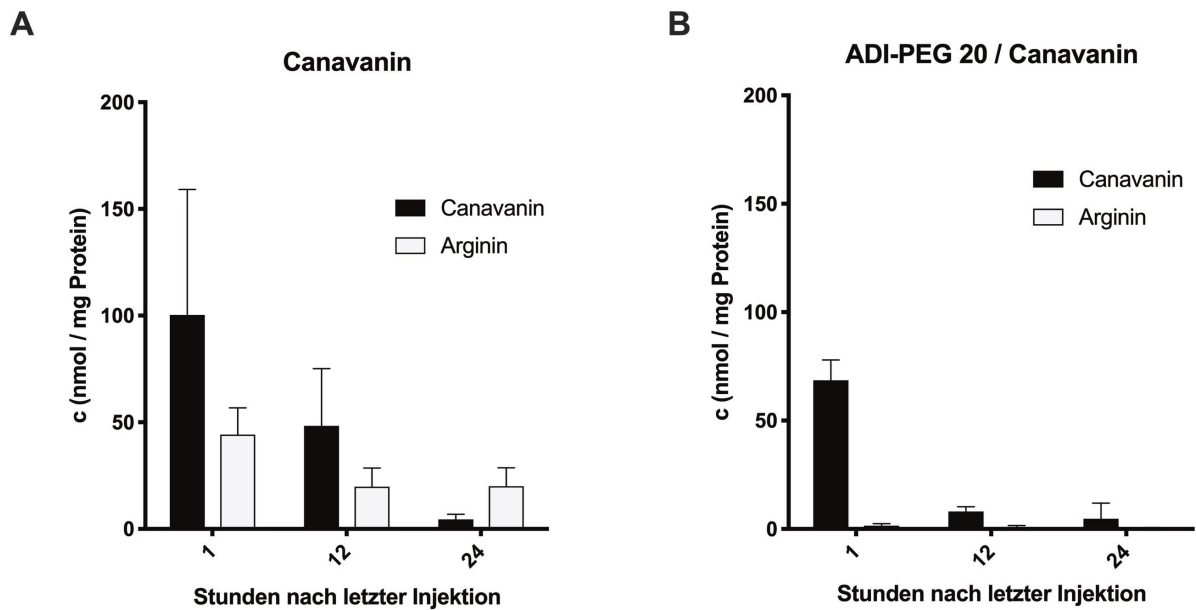 A
Canavanin
200
150
100
50
0
c (nmol / mg Protein)
Canavanin
Arginin
1
12
24
Stunden nach letzter Injektion
B
ADI-PEG 20 / Canavanin
200
150
100
50
0
c (nmol / mg Protein)
Canavanin
Arginin
1
12
24
Stunden nach letzter Injektion